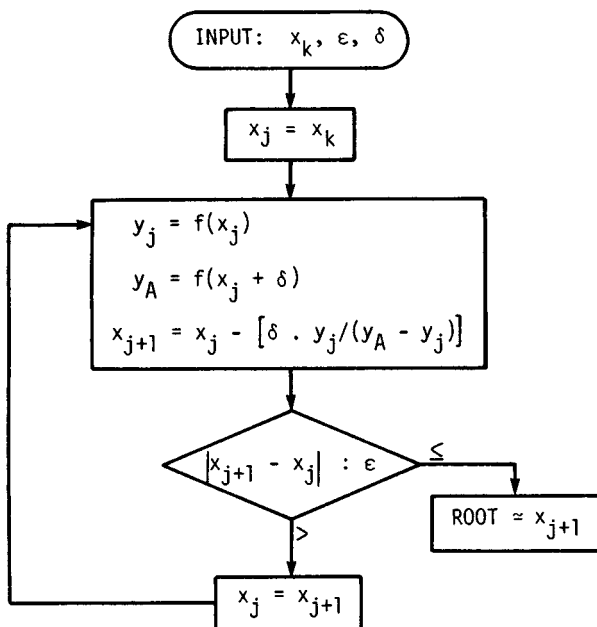 INPUT: x_k, ε, δ
x_j = x_k
y_j = f(x_j)
y_A = f(x_j + δ)
x_{j+1} = x_j - [δ . y_j/(y_A - y_j)]
|x_{j+1} - x_j| : ε
≤
ROOT ≃ x_{j+1}
>
x_j = x_{j+1}